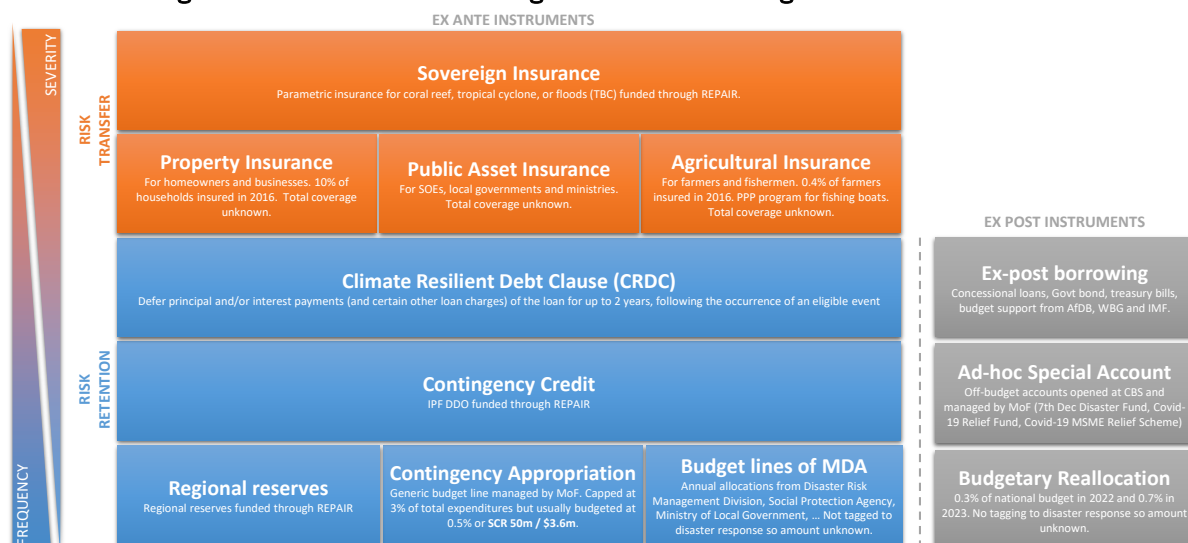 EX ANTE INSTRUMENTS
SEVERITY
RISK
TRANSFER
Sovereign Insurance
Parametric insurance for coral reef, tropical cyclone, or floods (TBC) funded through REPAIR.
Property Insurance
For homeowners and businesses. 10% of
households insured in 2016. Total coverage
unknown.
Public Asset Insurance
For SOEs, local governments and ministries.
Total coverage unknown.
Agricultural Insurance
For farmers and fishermen. 0.4% of farmers
insured in 2016. PPP program for fishing boats.
Total coverage unknown.
RISK
RETENTION
Climate Resilient Debt Clause (CRDC)
Defer principal and/or interest payments (and certain other loan charges) of the loan for up to 2 years, following the occurrence of an eligible event
Contingency Credit
IPF DDO funded through REPAIR
FREQUENCY
Regional reserves
Regional reserves funded through REPAIR
Contingency Appropriation
Generic budget line managed by MoF. Capped at
3% of total expenditures but usually budgeted at
0.5% or SCR 50m / $3.6m.
Budget lines of MDA
Annual allocations from Disaster Risk
Management Division, Social Protection Agency,
Ministry of Local Government, ... Not tagged to
disaster response so amount unknown.
EX POST INSTRUMENTS
Ex-post borrowing
Concessional loans, Govt bond, treasury bills,
budget support from AfDB, WBG and IMF.
Ad-hoc Special Account
Off-budget accounts opened at CBS and
managed by MoF (7th Dec Disaster Fund, Covid-
19 Relief Fund, Covid-19 MSME Relief Scheme)
Budgetary Reallocation
0.3% of national budget in 2022 and 0.7% in
2023. No tagging to disaster response so amount
unknown.